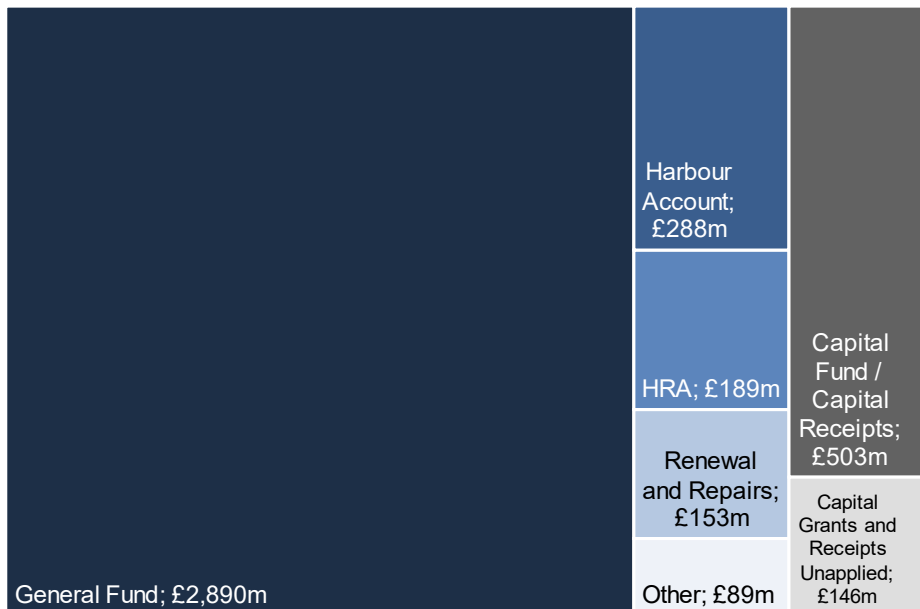 General Fund; £2,890m
Harbour
Account;
£288m
HRA; £189m
Renewal
and Repairs;
£153m
Other; £89m
Capital
Fund /
Capital
Receipts;
£503m
Capital
Grants and
Receipts
Unapplied;
£146m